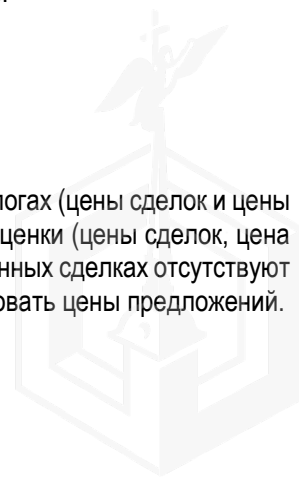 логах (цены сделок и цены
ценки (цены сделок, цена
нных сделках отсутствуют
овать цены предложений.